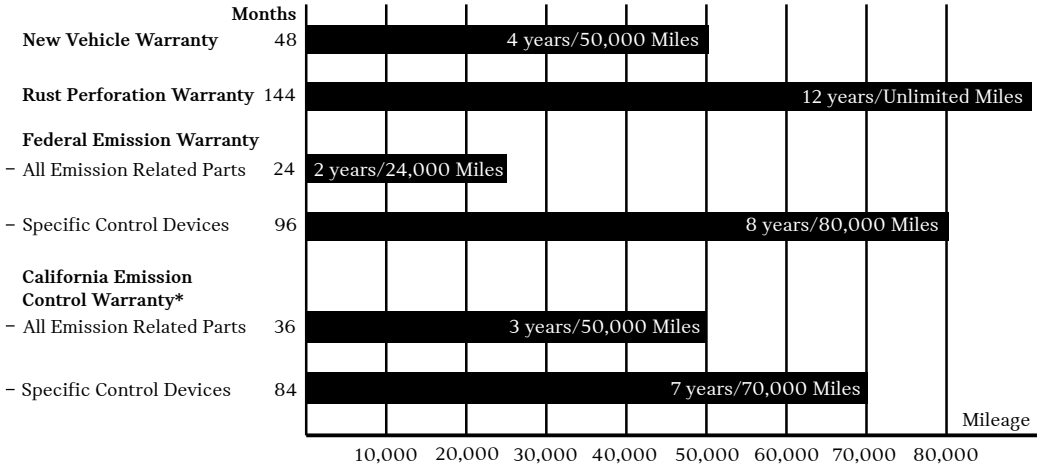 Months
New Vehicle Warranty 48 4 years/50,000 Miles
Rust Perforation Warranty 144 12 years/Unlimited Miles
Federal Emission Warranty
– All Emission Related Parts 24 2 years/24,000 Miles
– Specific Control Devices 96 8 years/80,000 Miles
California Emission
Control Warranty*
– All Emission Related Parts 36 3 years/50,000 Miles
– Specific Control Devices 84 7 years/70,000 Miles
Mileage
10,000 20,000 30,000 40,000 50,000 60,000 70,000 80,000